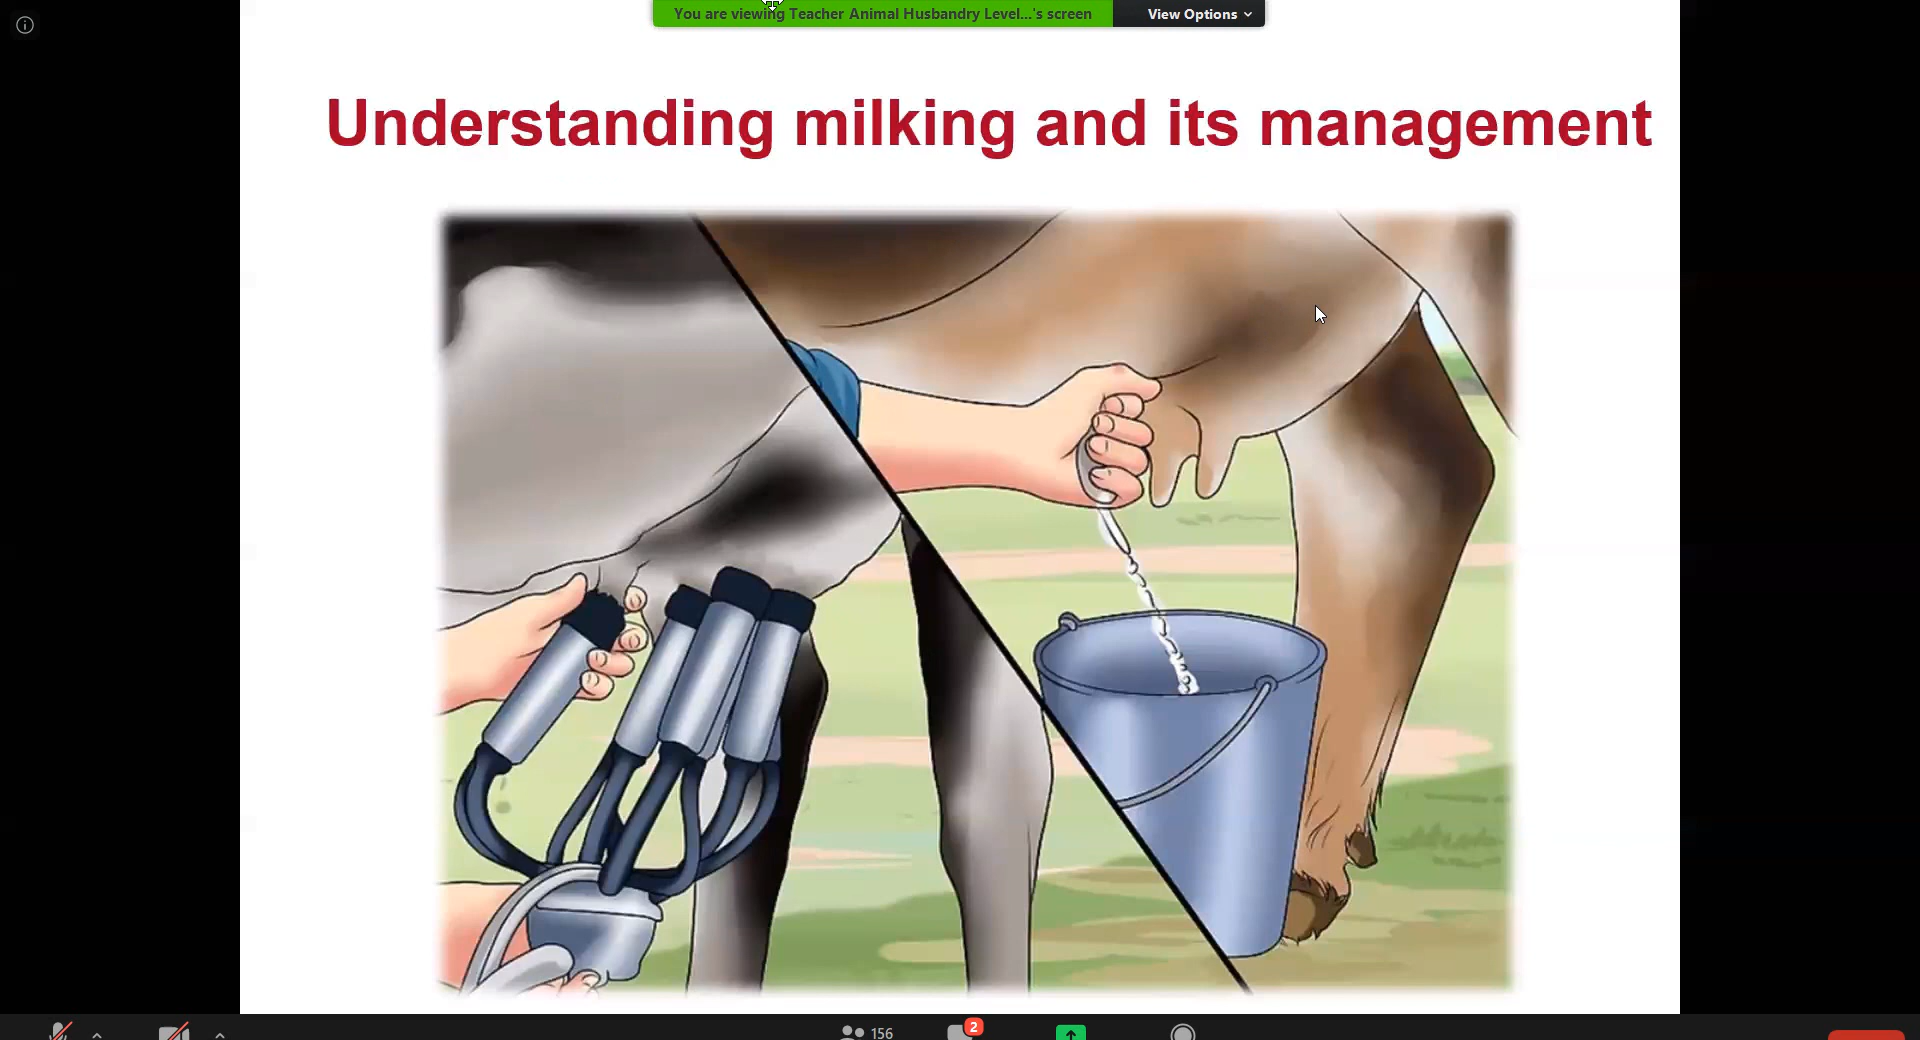 You are viewing Teacher Animal Husbandry Level...'s screen
View Options
Understanding milking and its management
156
2